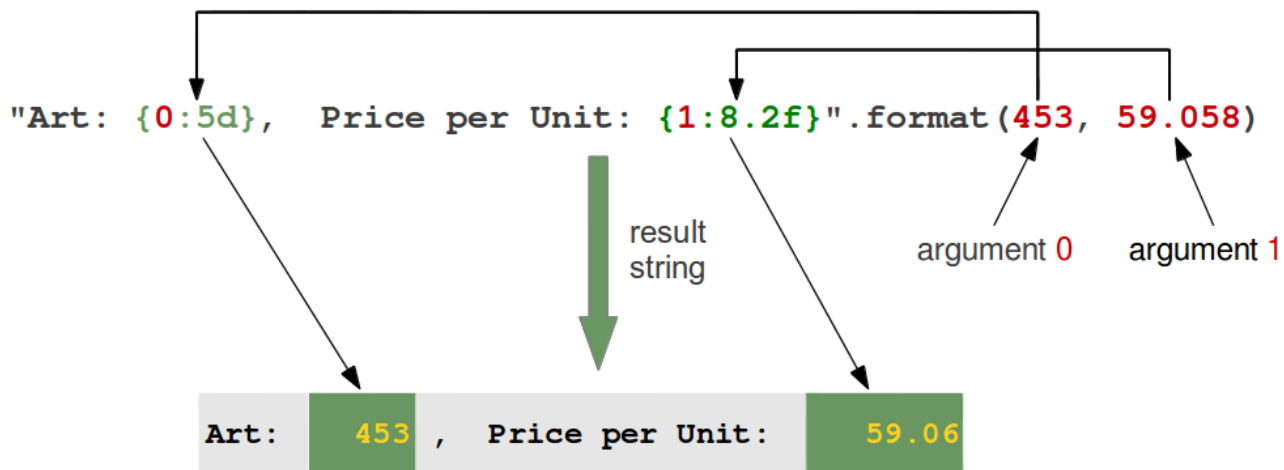 "Art: {0:5d},  Price per Unit: {1:8.2f}".format(453, 59.058)
result
string
argument 0
argument 1
Art:    453 ,  Price per Unit:    59.06